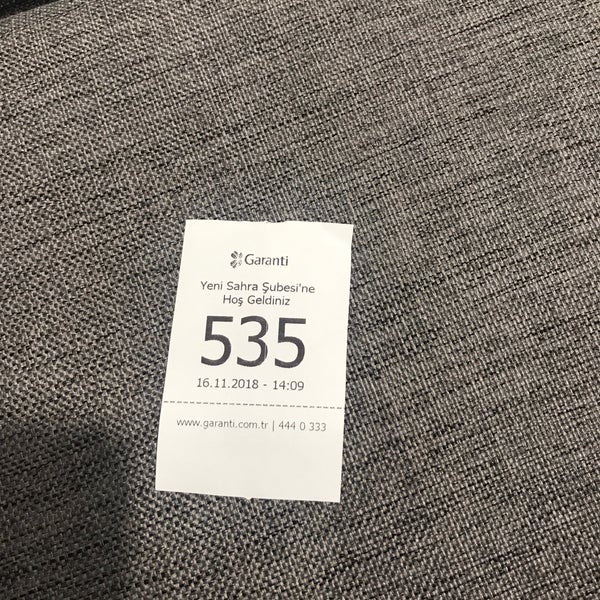 Garanti
Yeni Sahra Şubesi'ne
Hoş Geldiniz
535
16.11.2018 - 14:09
www.garanti.com.tr | 444 0 333